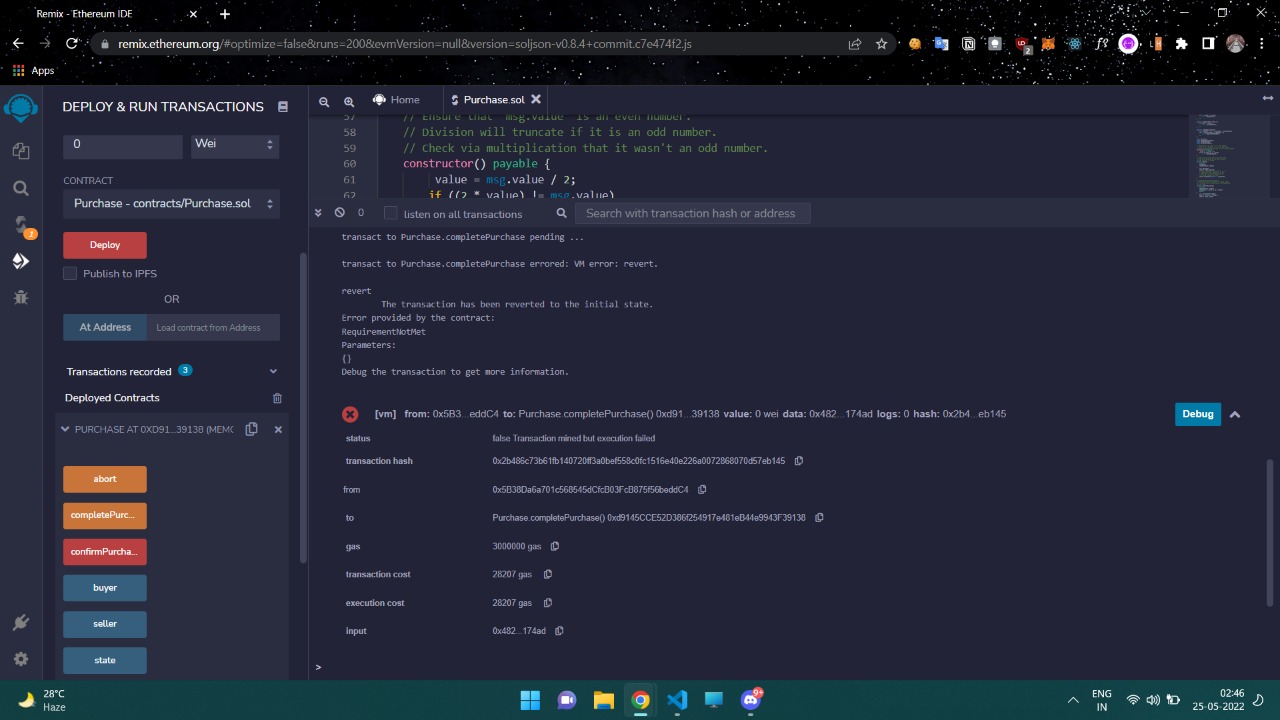 Remix - Ethereum IDE
remix.ethereum.org/#optimize=false&runs=200&evmVersion=null&version=soljson-v0.8.4+commit.c7e474f2.js
2
Apps
DEPLOY & RUN TRANSACTIONS
0
Wei
CONTRACT
Purchase - contracts/Purchase.sol
Deploy
Publish to IPFS
OR
At Address
Load contract from Address
Transactions recorded 3
Deployed Contracts
PURCHASE AT 0XD91...39138 (MEMO
abort
completePurc...
confirmPurcha...
buyer
seller
state
1
Home
Purchase.sol
57 // Ensure that `msg.value` is an even number.
58 // Division will truncate if it is an odd number.
59 // Check via multiplication that it wasn't an odd number.
60 constructor() payable {
61 value = msg.value / 2;
62 if ((2 * value) != msg.value)
0
listen on all transactions
Search with transaction hash or address
transact to Purchase.completePurchase pending ...
transact to Purchase.completePurchase errored: VM error: revert.
revert
The transaction has been reverted to the initial state.
Error provided by the contract:
RequirementNotMet
Parameters:
{}
Debug the transaction to get more information.
[vm] from: 0x5B3...eddC4 to: Purchase.completePurchase() 0xd91...39138 value: 0 wei data: 0x482...174ad logs: 0 hash: 0x2b4...eb145
Debug
status false Transaction mined but execution failed
transaction hash 0x2b486c73b61fb140720ff3a0bef558c0fc1516e40e226a0072868070d57eb145
from 0x5B38Da6a701c568545dCfcB03FcB875f56beddC4
to Purchase.completePurchase() 0xd9145CCE52D386f254917e481eB44e9943F39138
gas 3000000 gas
transaction cost 28207 gas
execution cost 28207 gas
input 0x482...174ad
>
28°C
Haze
9+
ENG
IN
02:46
25-05-2022